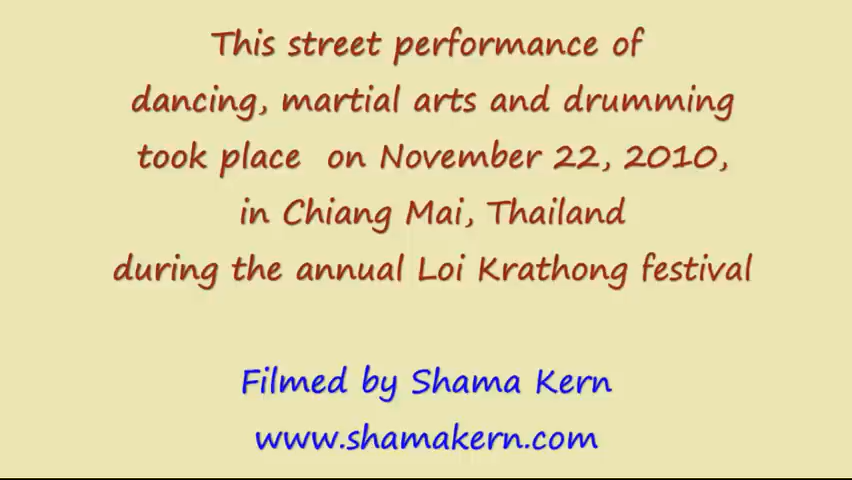 This street performance of
dancing, martial arts and drumming
took place on November 22, 2010,
in Chiang Mai, Thailand
during the annual Loi Krathong festival
Filmed by Shama Kern
www.shamakern.com